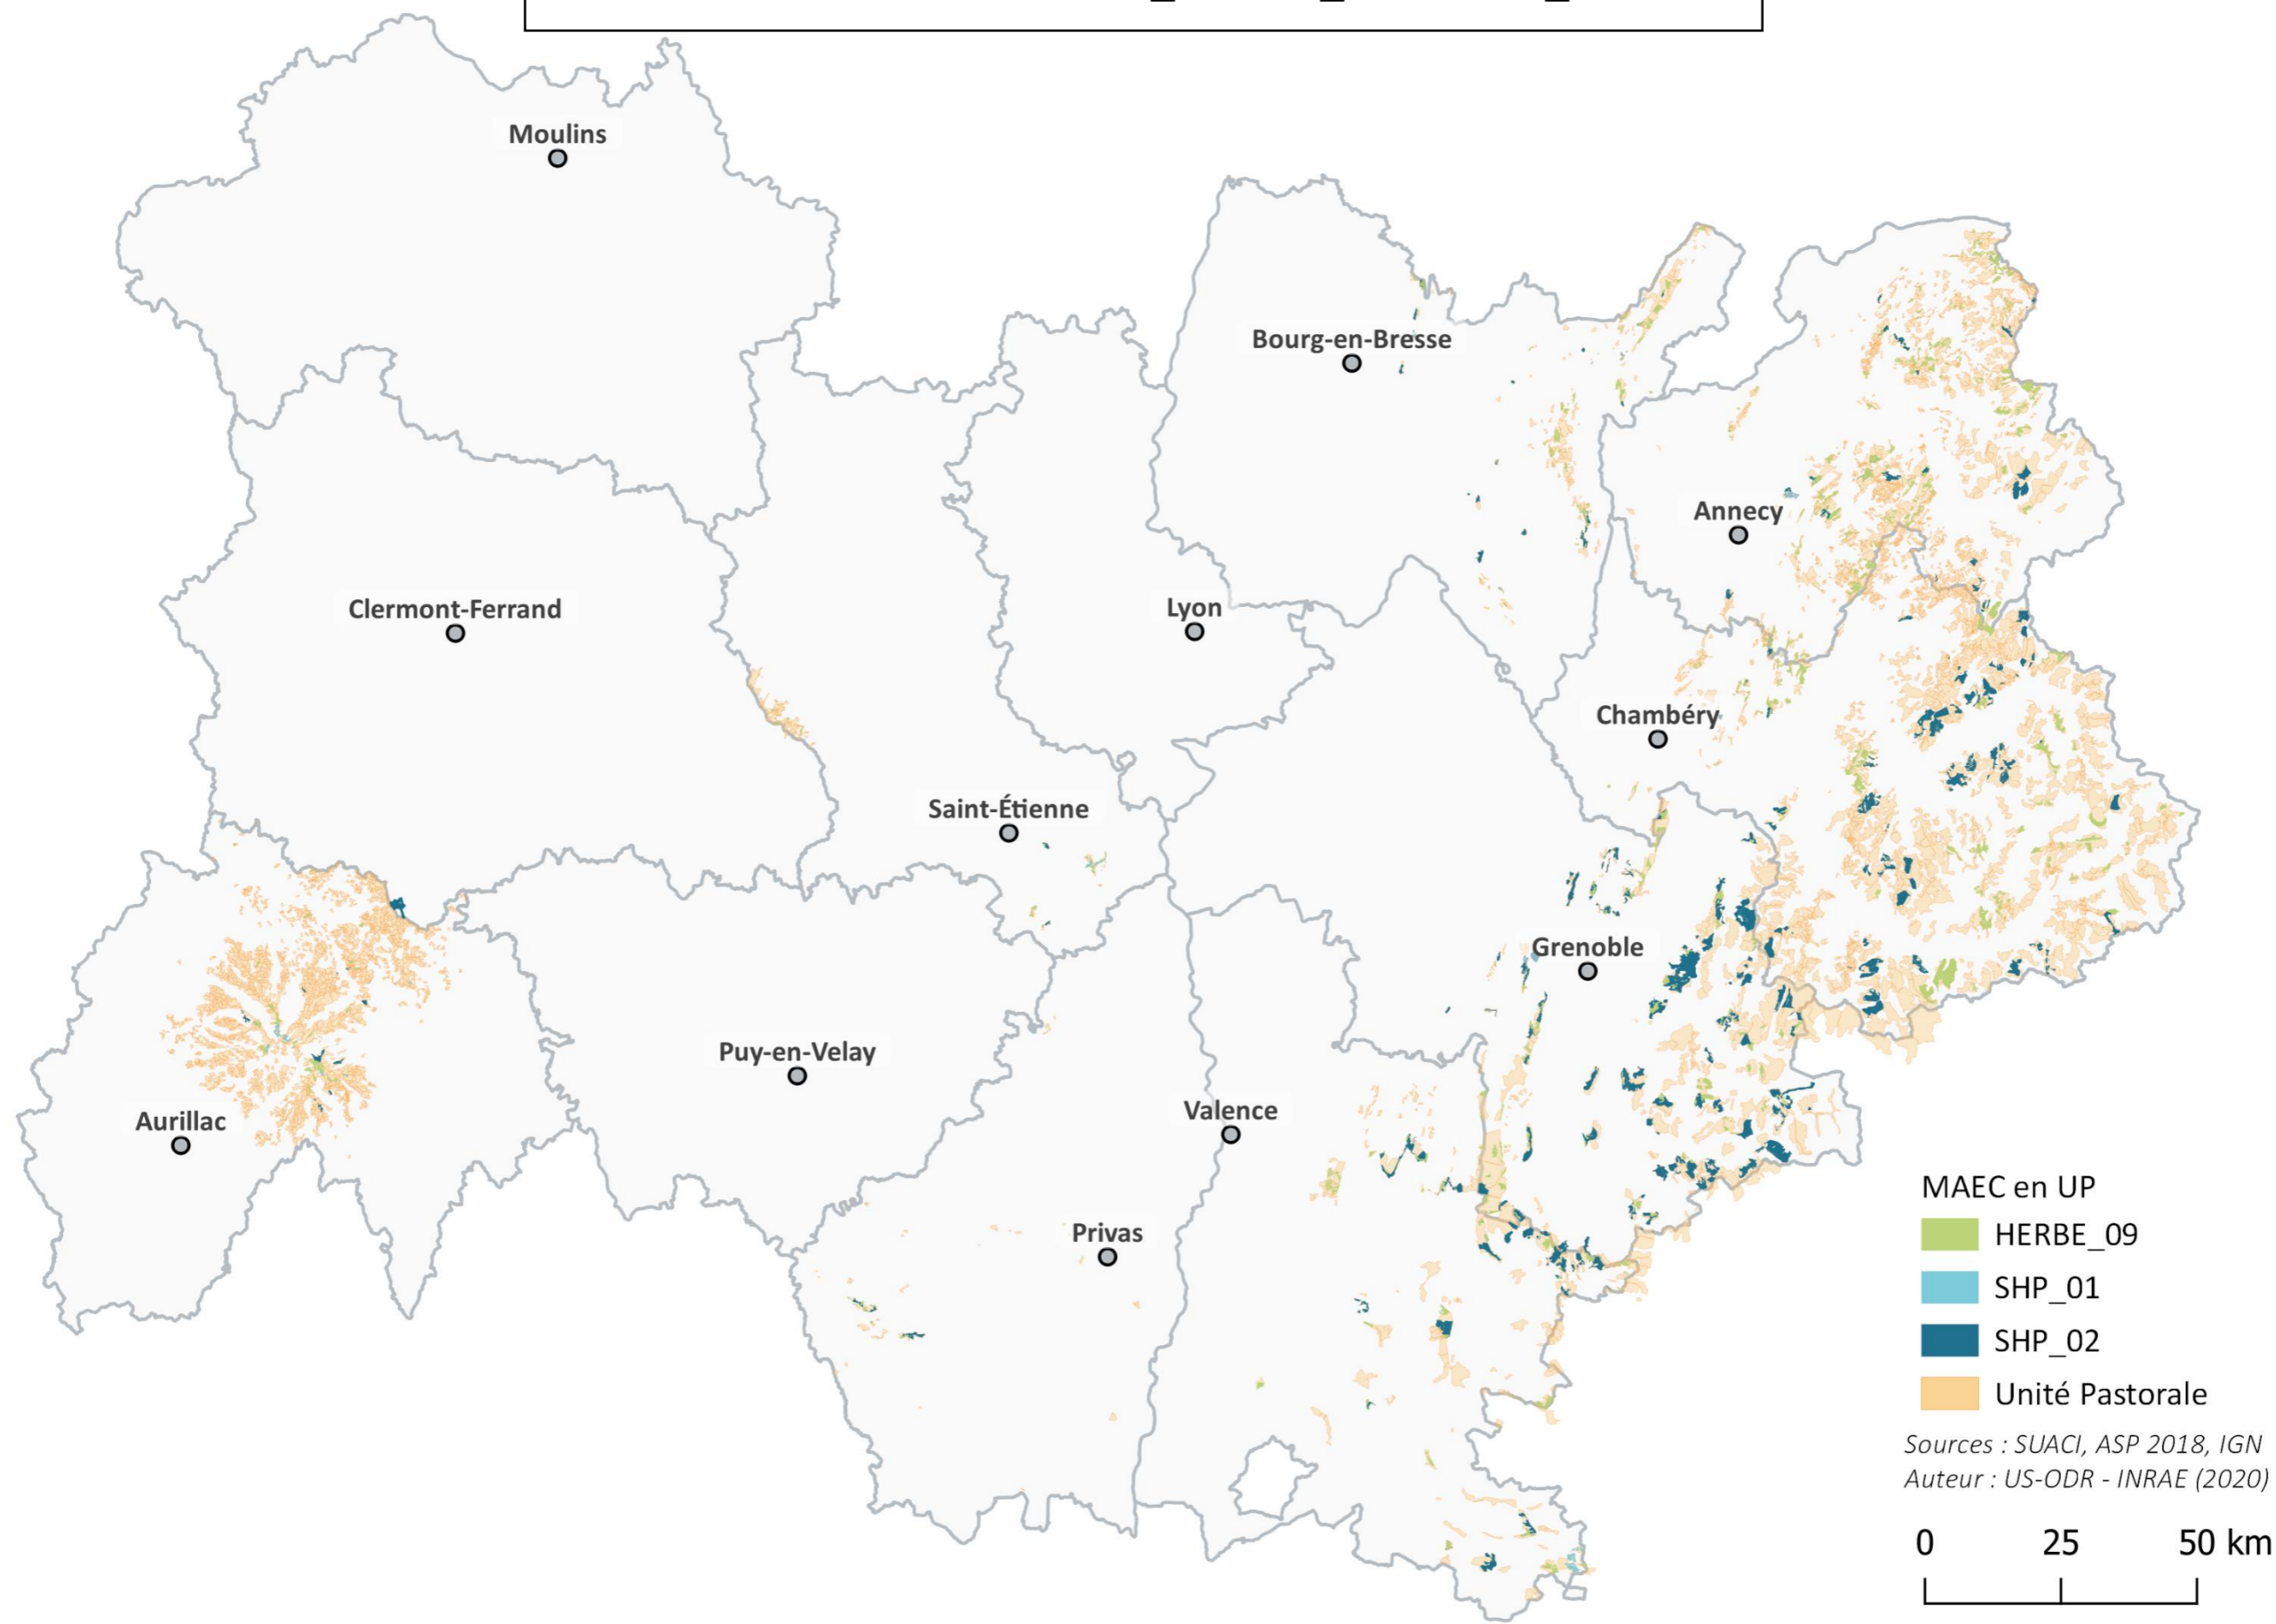 Moulins
Bourg-en-Bresse
Annecy
Clermont-Ferrand
Lyon
Chambéry
Saint-Étienne
Grenoble
Puy-en-Velay
Valence
Aurillac
Privas
MAEC en UP
HERBE_09
SHP_01
SHP_02
Unité Pastorale
Sources : SUACI, ASP 2018, IGN
Auteur : US-ODR - INRAE (2020)
0 25 50 km